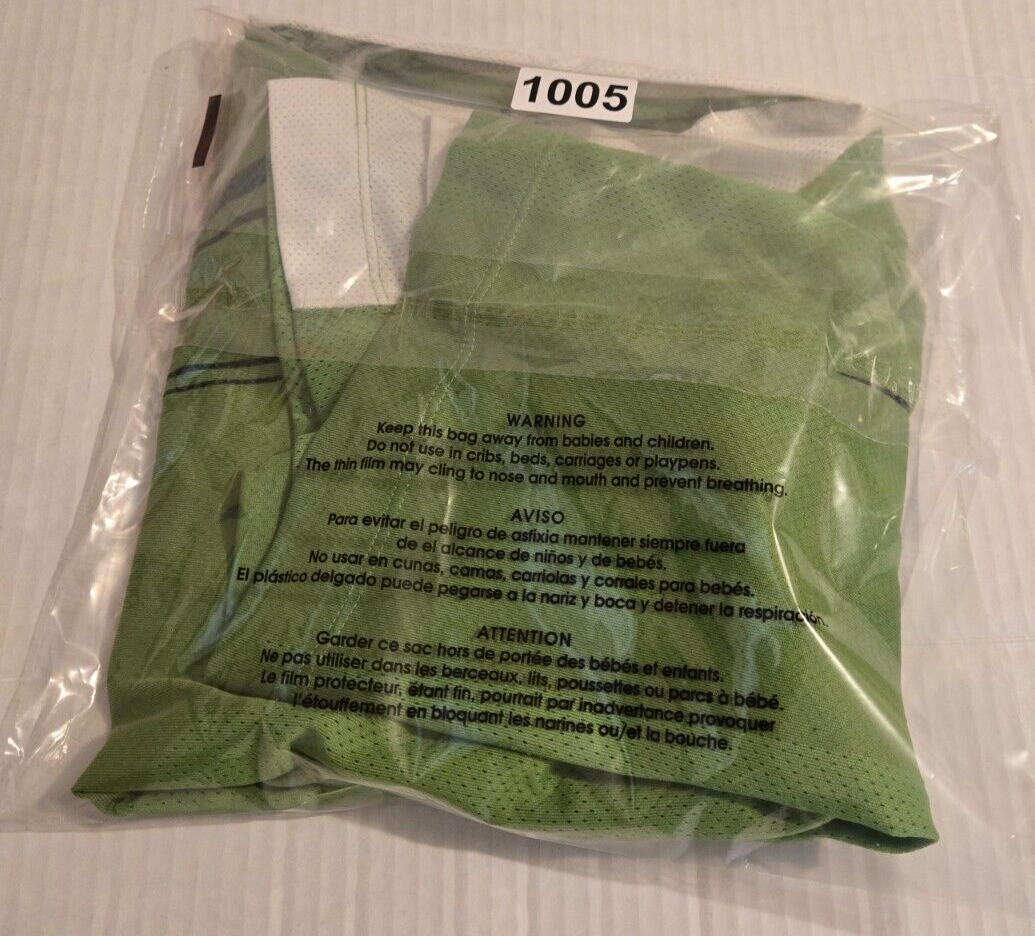 1005
WARNING
Keep this bag away from babies and children.
Do not use in cribs, beds, carriages or playpens.
The thin film may cling to nose and mouth and prevent breathing.
AVISO
Para evitar el peligro de asfixia mantener siempre fuera
de el alcance de niños y de bebés.
No usar en cunas, camas, carriolas y corrales para bebés.
El plástico delgado puede pegarse a la nariz y boca y detener la respiración.
ATTENTION
Garder ce sac hors de portée des bébés et enfants.
Ne pas utiliser dans les berceaux, lits, poussettes ou parcs à bébé.
Le film protecteur, étant fin, pourrait par inadvertance provoquer
l'étouffement en bloquant les narines ou/et la bouche.